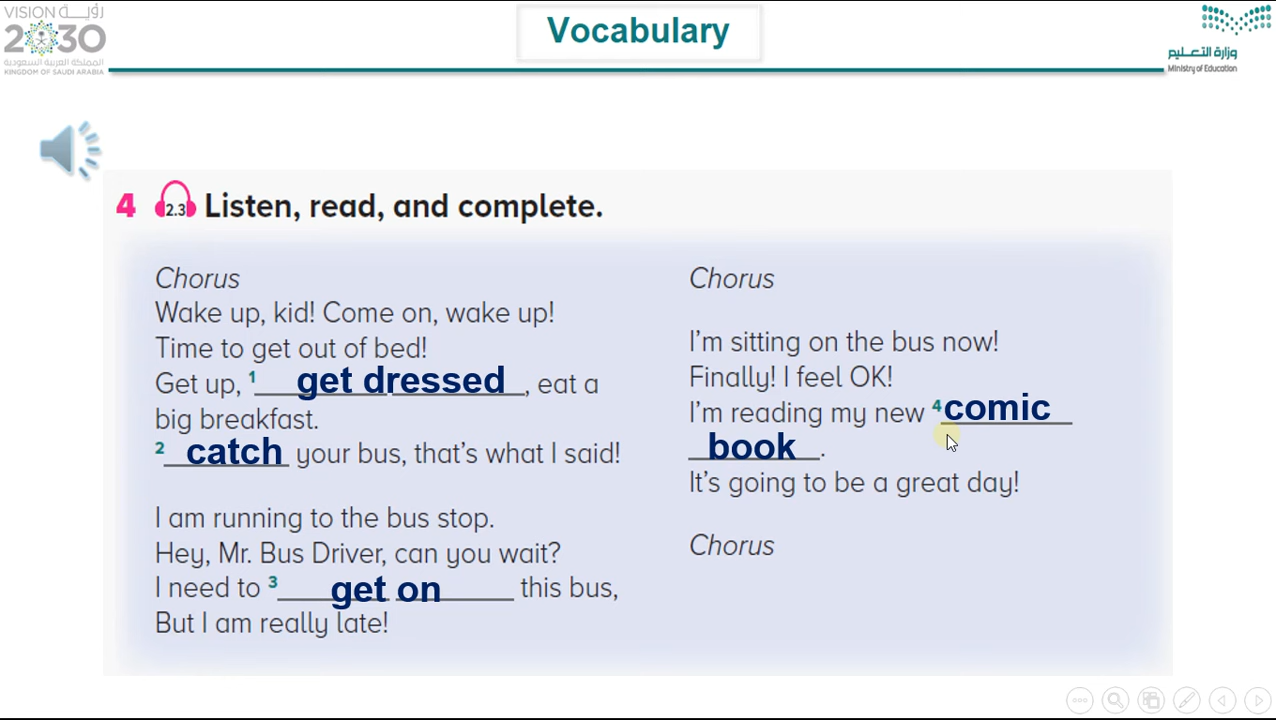 VISION رؤيــة
2030
المملكة العربية السعودية
KINGDOM OF SAUDI ARABIA
Vocabulary
وزارة التعـــليم
Ministry of Education
4 2.3 Listen, read, and complete.
Chorus
Wake up, kid! Come on, wake up!
Time to get out of bed!
Get up, 1 get dressed, eat a
big breakfast.
2 catch your bus, that's what I said!
I am running to the bus stop.
Hey, Mr. Bus Driver, can you wait?
I need to 3 get on this bus,
But I am really late!
Chorus
I'm sitting on the bus now!
Finally! I feel OK!
I'm reading my new 4 comic
book.
It's going to be a great day!
Chorus